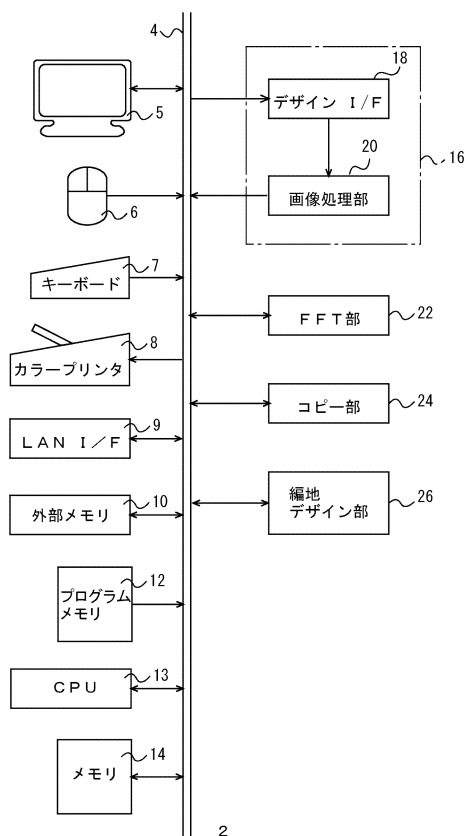 4
5
6
7
キーボード
8
カラープリンタ
9
LAN I/F
10
外部メモリ
12
プログラム
メモリ
13
CPU
14
メモリ
18
デザイン I/F
16
20
画像処理部
FFT部
22
コピー部
24
編地
デザイン部
26
2